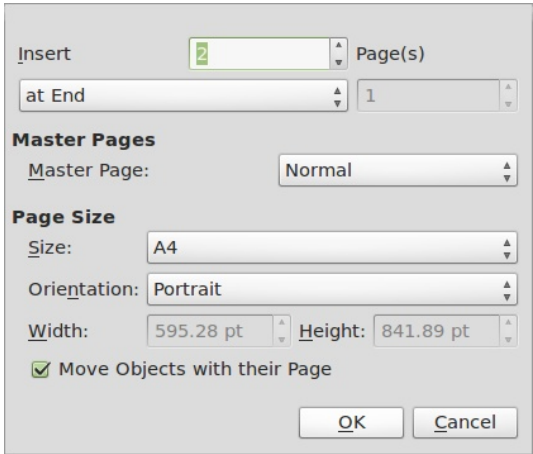 Insert 2 Page(s)
at End 1
Master Pages
Master Page: Normal
Page Size
Size: A4
Orientation: Portrait
Width: 595.28 pt Height: 841.89 pt
Move Objects with their Page
OK Cancel